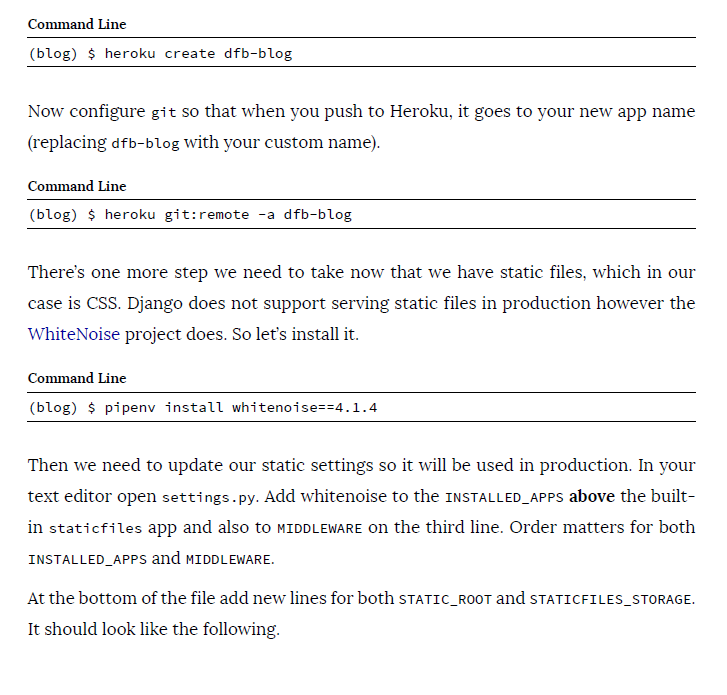 Command Line
(blog) $ heroku create dfb-blog
Now configure git so that when you push to Heroku, it goes to your new app name
(replacing dfb-blog with your custom name).
Command Line
(blog) $ heroku git:remote -a dfb-blog
There’s one more step we need to take now that we have static files, which in our
case is CSS. Django does not support serving static files in production however the
WhiteNoise project does. So let’s install it.
Command Line
(blog) $ pipenv install whitenoise==4.1.4
Then we need to update our static settings so it will be used in production. In your
text editor open settings.py. Add whitenoise to the INSTALLED_APPS above the built-
in staticfiles app and also to MIDDLEWARE on the third line. Order matters for both
INSTALLED_APPS and MIDDLEWARE.
At the bottom of the file add new lines for both STATIC_ROOT and STATICFILES_STORAGE.
It should look like the following.